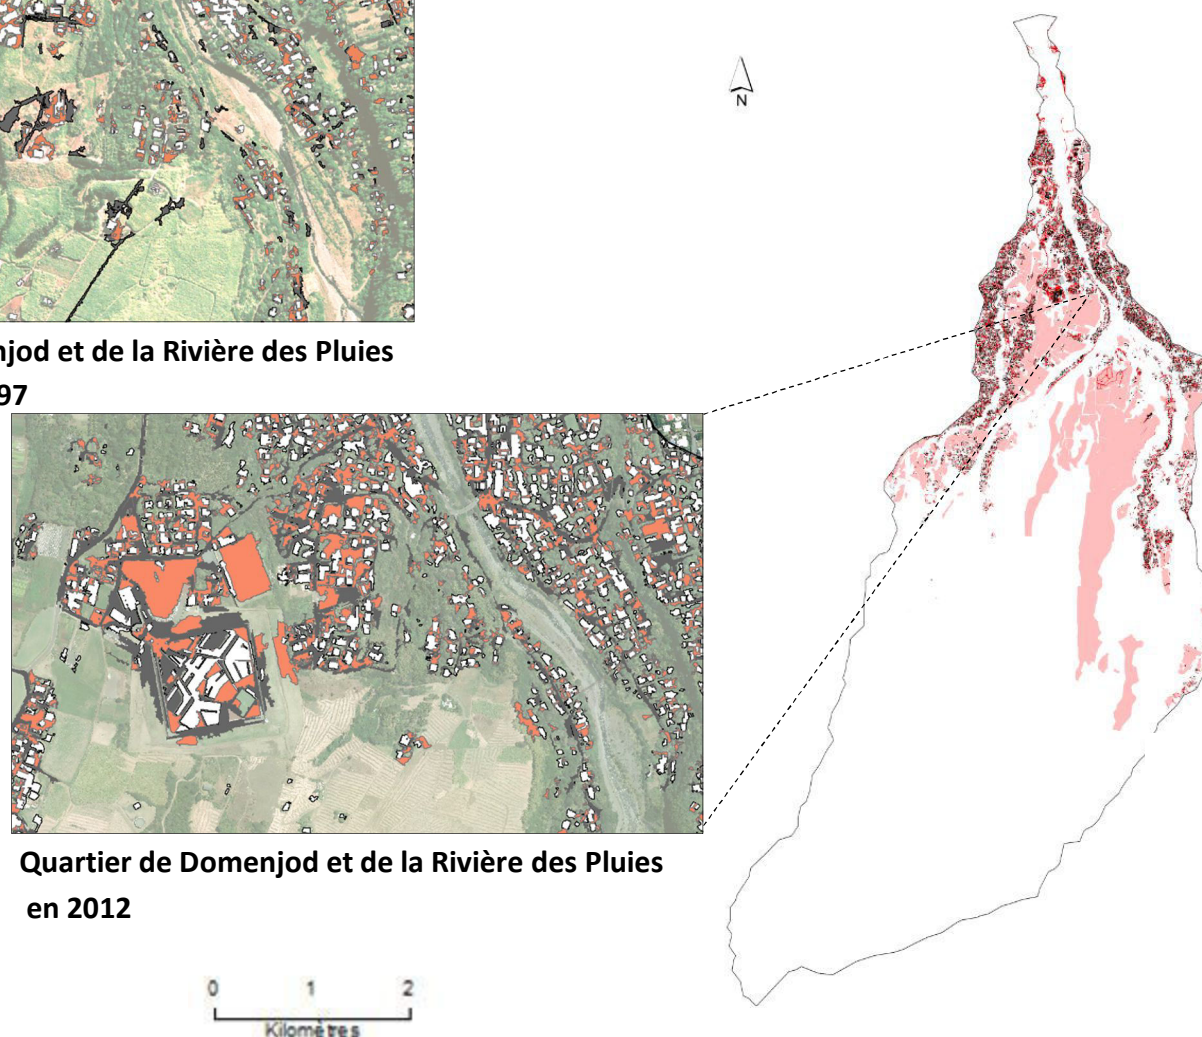 N
njod et de la Rivière des Pluies
97
Quartier de Domenjod et de la Rivière des Pluies
en 2012
0 1 2
Kilomètres